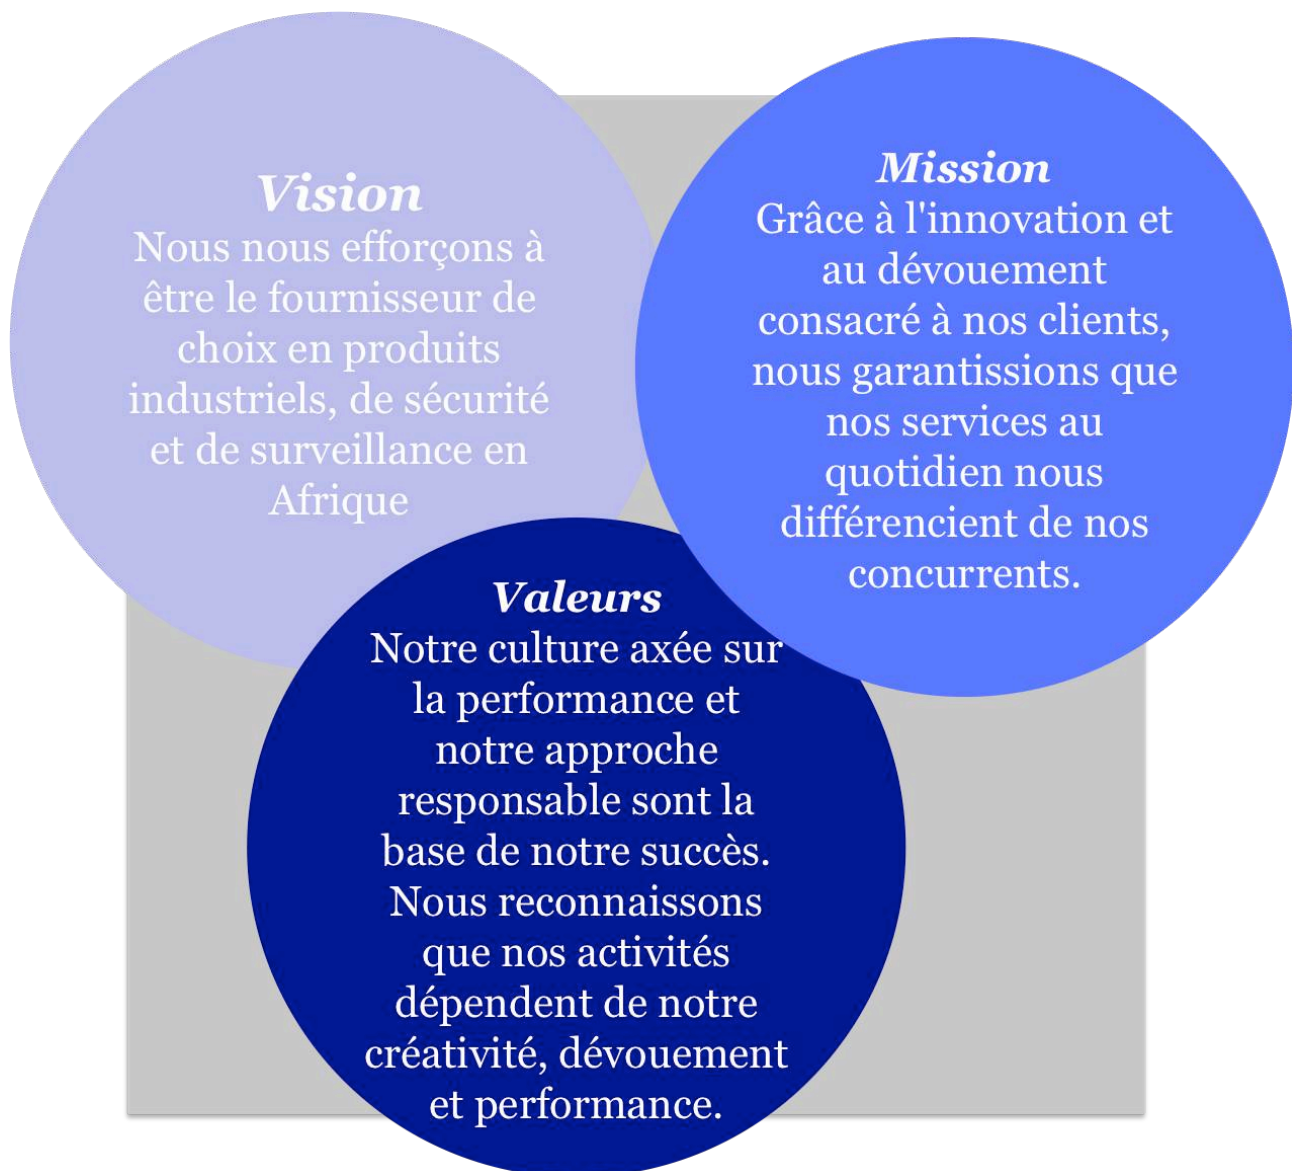 Vision
Nous nous efforçons à
être le fournisseur de
choix en produits
industriels, de sécurité
et de surveillance en
Afrique
Mission
Grâce à l'innovation et
au dévouement
consacré à nos clients,
nous garantissions que
nos services au
quotidien nous
différencient de nos
concurrents.
Valeurs
Notre culture axée sur
la performance et
notre approche
responsable sont la
base de notre succès.
Nous reconnaissons
que nos activités
dépendent de notre
créativité, dévouement
et performance.